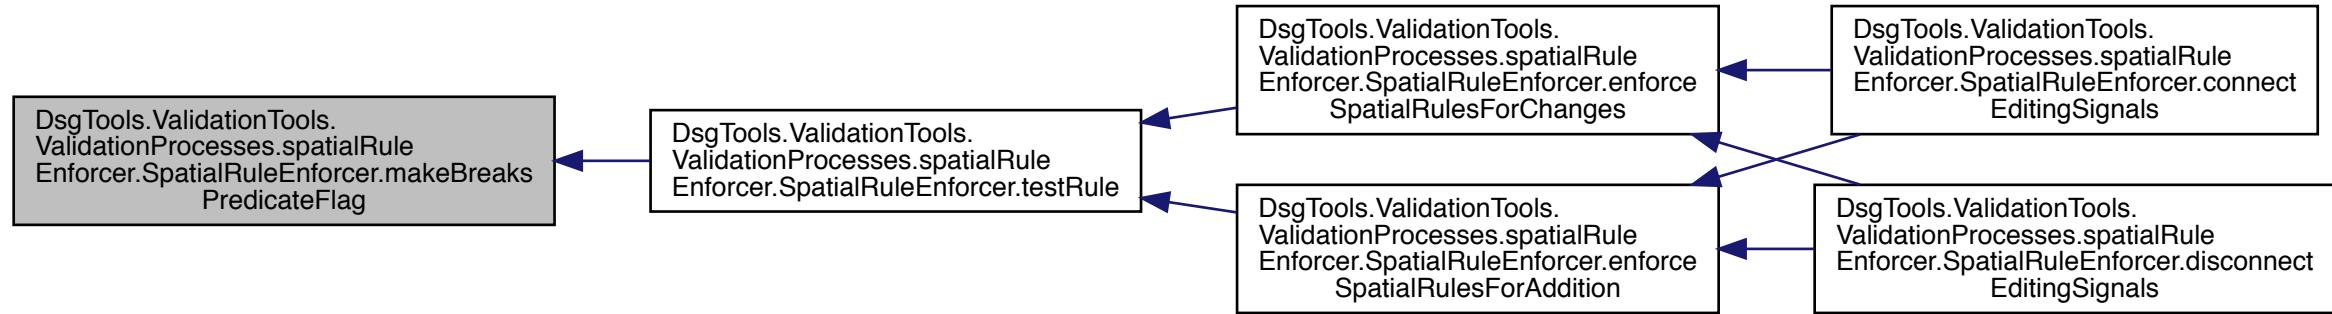 DsgTools.ValidationTools.
ValidationProcesses.spatialRule
Enforcer.SpatialRuleEnforcer.makeBreaks
PredicateFlag
DsgTools.ValidationTools.
ValidationProcesses.spatialRule
Enforcer.SpatialRuleEnforcer.testRule
DsgTools.ValidationTools.
ValidationProcesses.spatialRule
Enforcer.SpatialRuleEnforcer.enforce
SpatialRulesForChanges
DsgTools.ValidationTools.
ValidationProcesses.spatialRule
Enforcer.SpatialRuleEnforcer.enforce
SpatialRulesForAddition
DsgTools.ValidationTools.
ValidationProcesses.spatialRule
Enforcer.SpatialRuleEnforcer.connect
EditingSignals
DsgTools.ValidationTools.
ValidationProcesses.spatialRule
Enforcer.SpatialRuleEnforcer.disconnect
EditingSignals